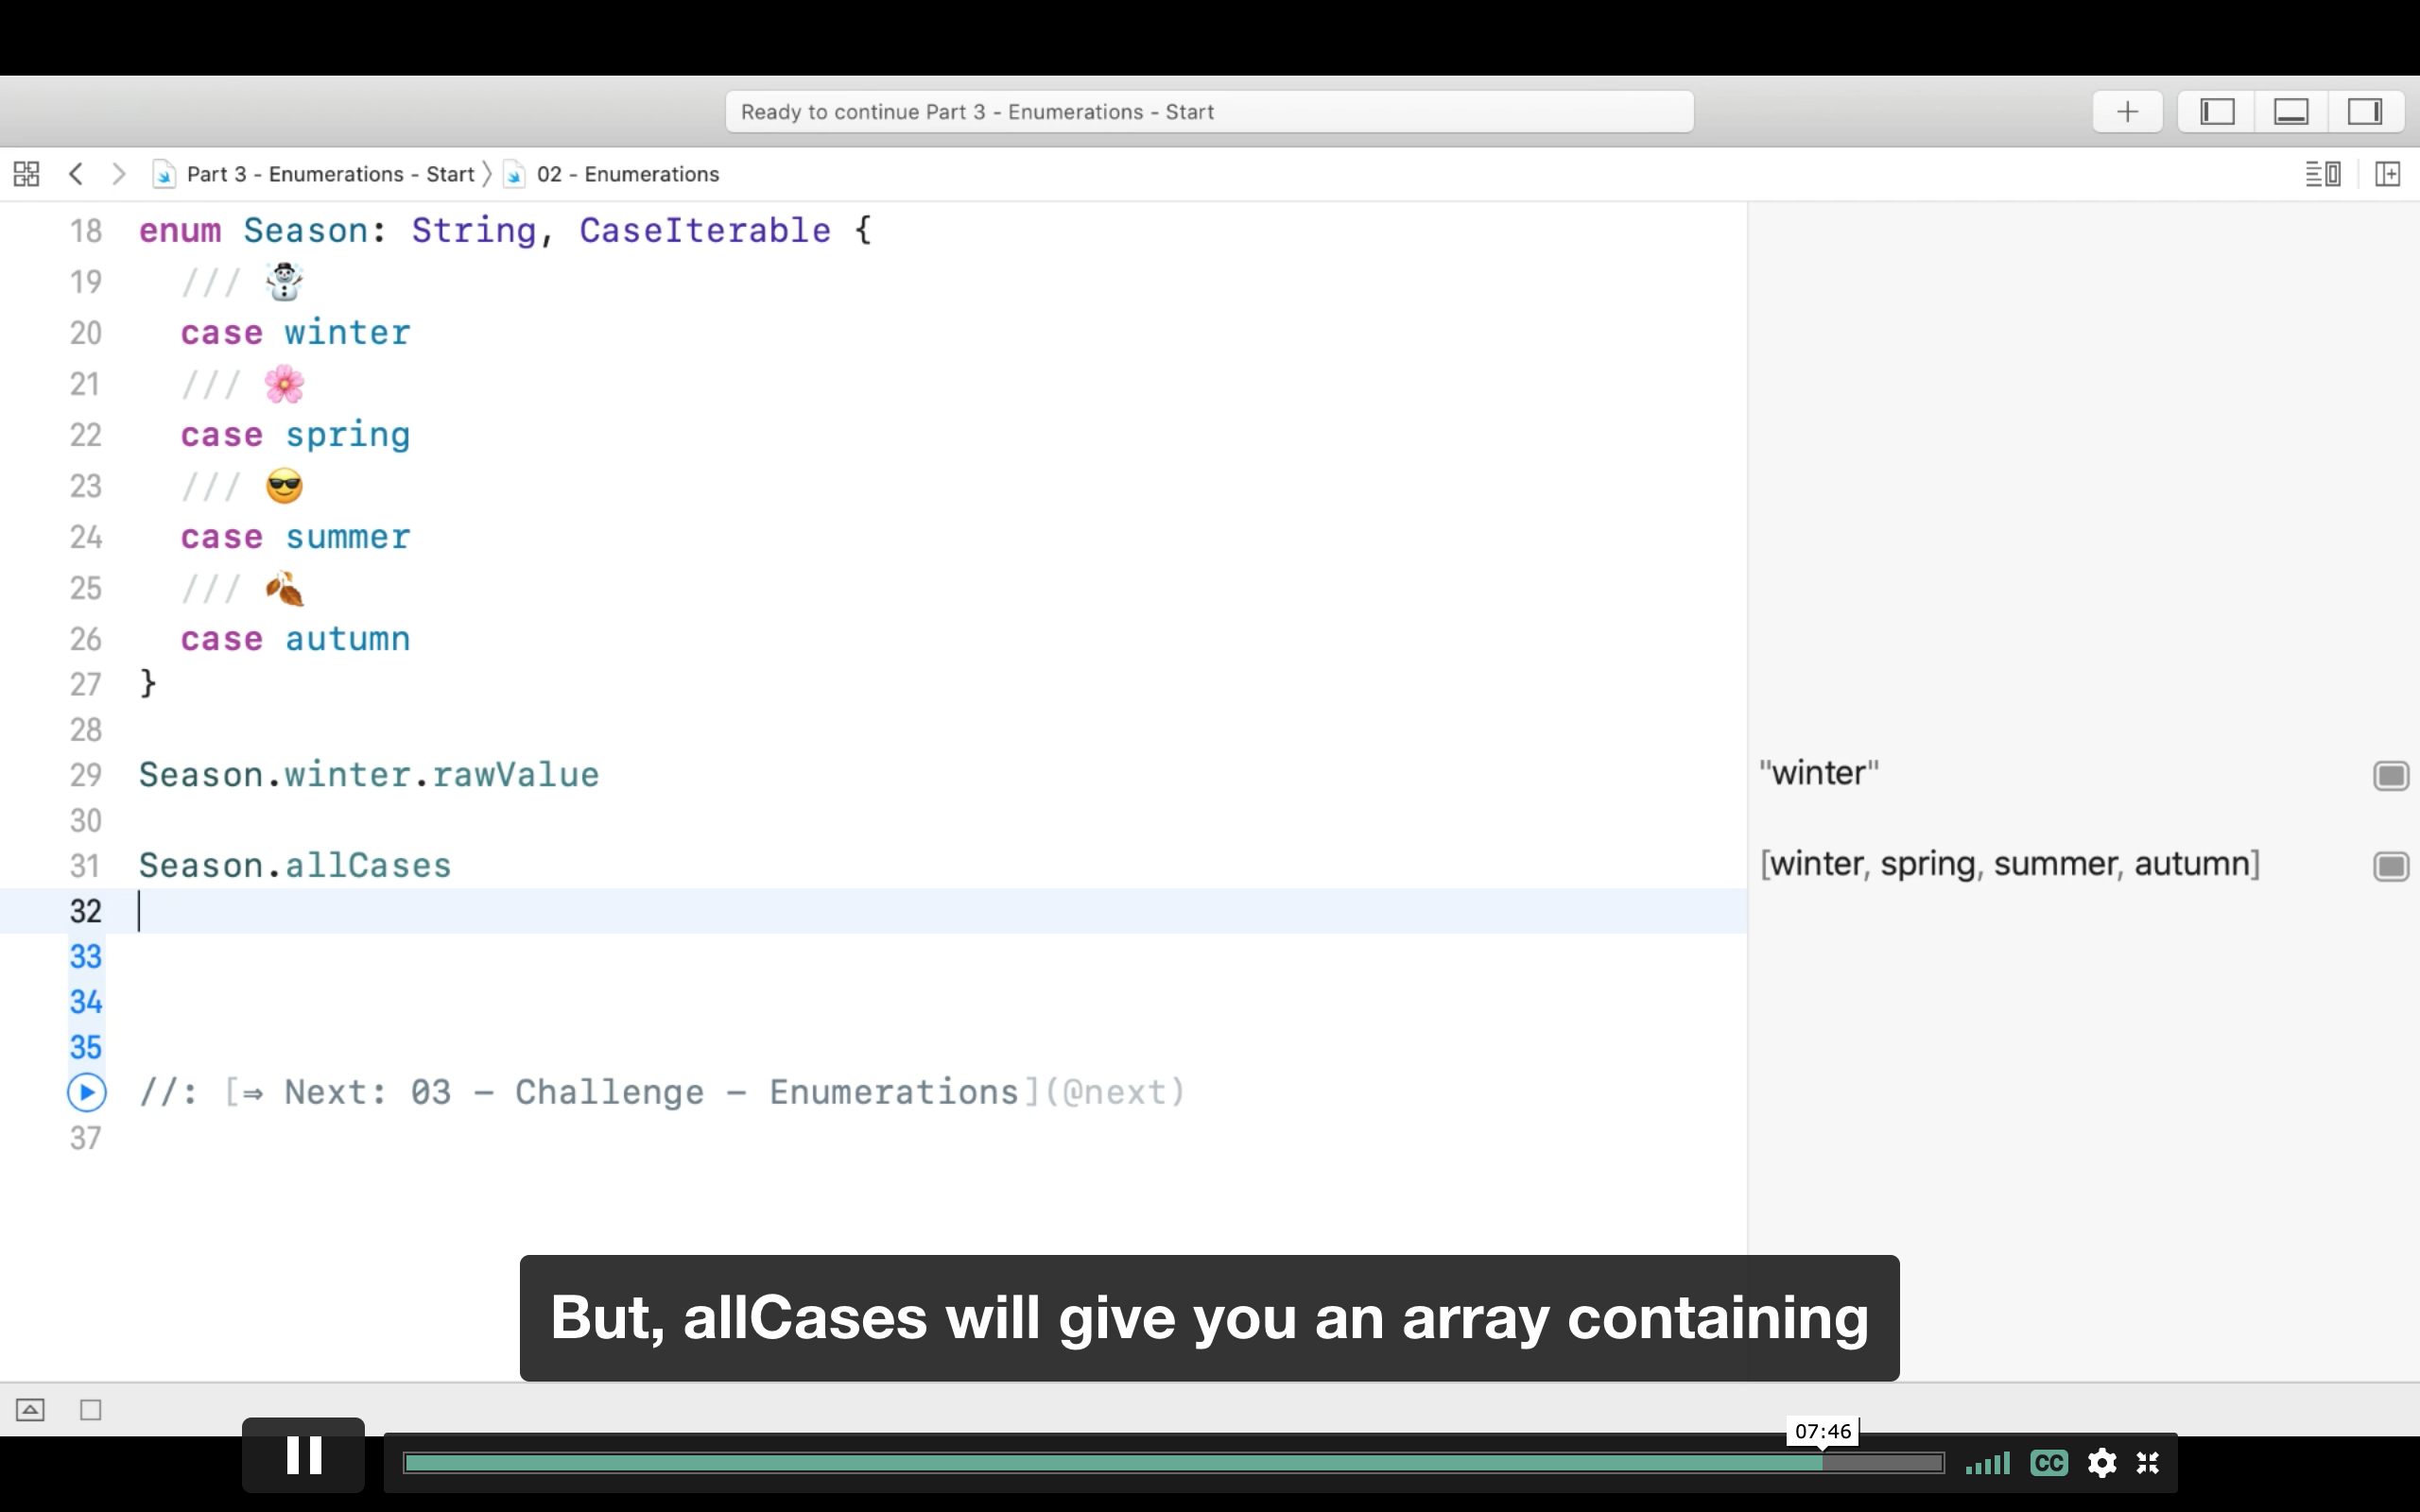 Ready to continue Part 3 - Enumerations - Start
Part 3 - Enumerations - Start 〉 02 - Enumerations
18 enum Season: String, CaseIterable {
19 /// ☃️
20 case winter
21 /// 🌸
22 case spring
23 /// 😎
24 case summer
25 /// 🍂
26 case autumn
27 }
28
29 Season.winter.rawValue "winter"
30
31 Season.allCases [winter, spring, summer, autumn]
32
33
34
35
//: [⇒ Next: 03 – Challenge – Enumerations](@next)
37
But, allCases will give you an array containing
07:46
CC